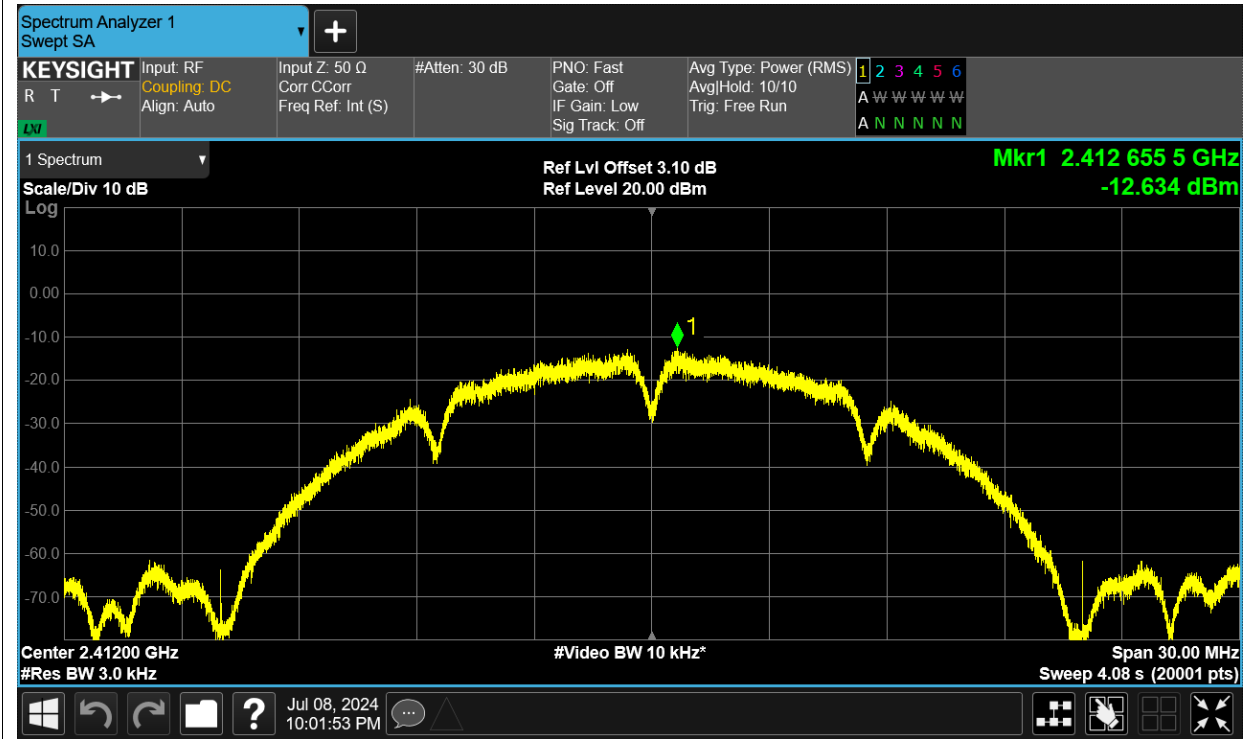 Spectrum Analyzer 1
Swept SA
+
KEYSIGHT Input: RF Input Z: 50 Ω #Atten: 30 dB PNO: Fast Avg Type: Power (RMS) 1 2 3 4 5 6
R T Coupling: DC Corr CCorr Gate: Off Avg|Hold: 10/10 A W W W W W
Align: Auto Freq Ref: Int (S) IF Gain: Low Trig: Free Run
LXI Sig Track: Off A N N N N N
1 Spectrum Ref Lvl Offset 3.10 dB Mkr1 2.412 655 5 GHz
Scale/Div 10 dB Ref Level 20.00 dBm -12.634 dBm
Log
10.0
0.00
-10.0
1
-20.0
-30.0
-40.0
-50.0
-60.0
-70.0
Center 2.41200 GHz #Video BW 10 kHz* Span 30.00 MHz
#Res BW 3.0 kHz Sweep 4.08 s (20001 pts)
? Jul 08, 2024
10:01:53 PM